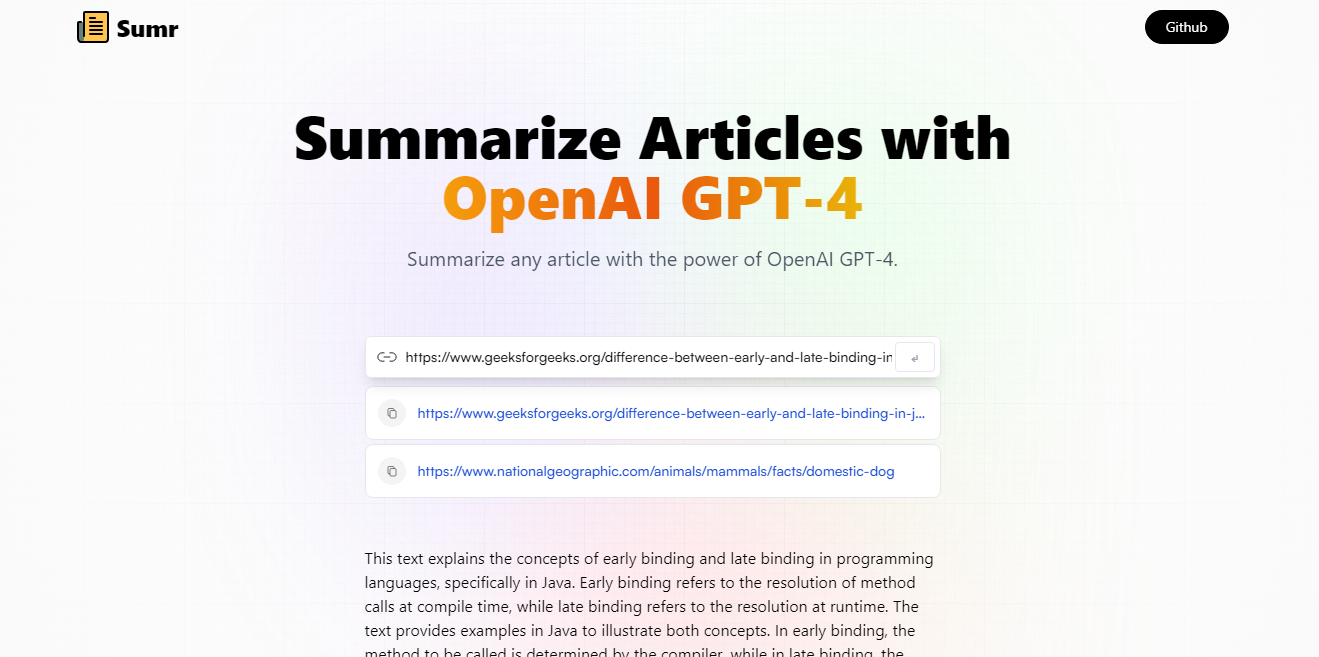 Sumr
Github
Summarize Articles with
OpenAI GPT-4
Summarize any article with the power of OpenAI GPT-4.
https://www.geeksforgeeks.org/difference-between-early-and-late-binding-in
https://www.geeksforgeeks.org/difference-between-early-and-late-binding-in-j...
https://www.nationalgeographic.com/animals/mammals/facts/domestic-dog
This text explains the concepts of early binding and late binding in programming
languages, specifically in Java. Early binding refers to the resolution of method
calls at compile time, while late binding refers to the resolution at runtime. The
text provides examples in Java to illustrate both concepts. In early binding, the
method to be called is determined by the compiler, while in late binding, the